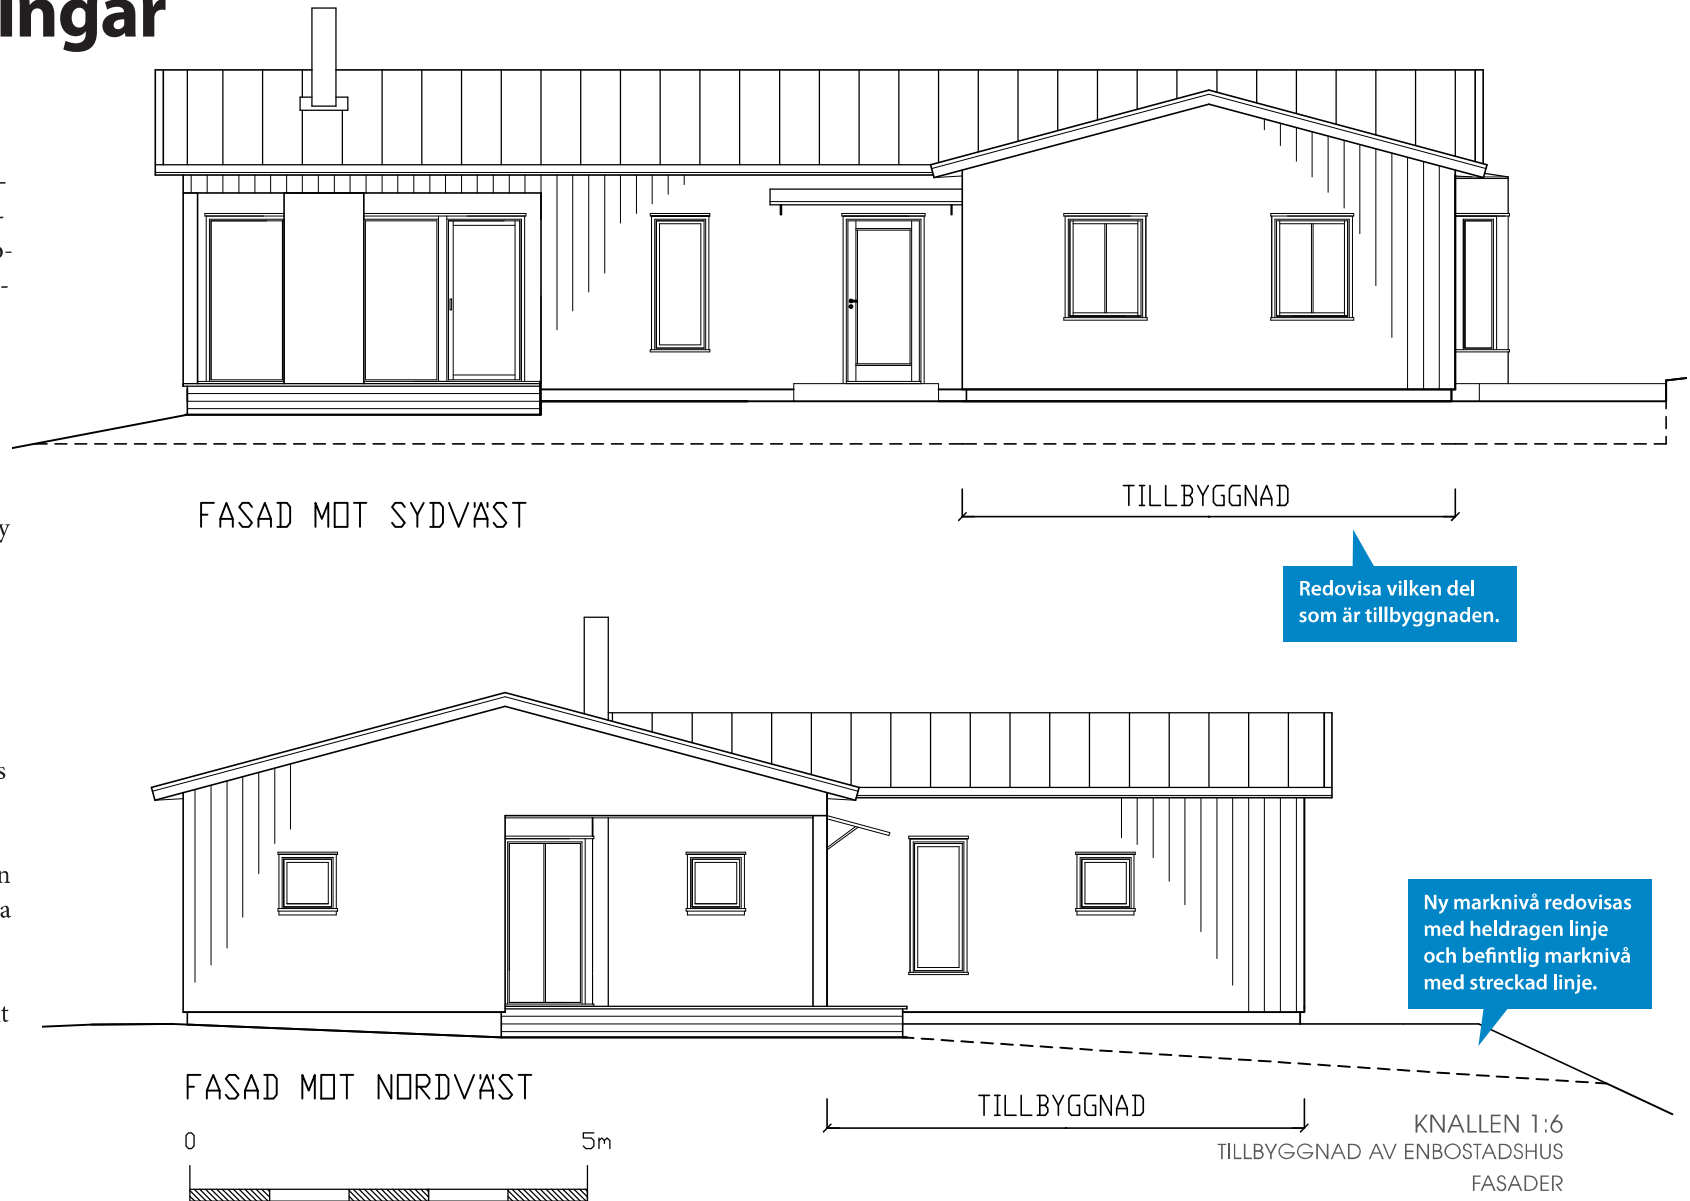 ingar
FASAD MOT SYDVÄST
TILLBYGGNAD
Redovisa vilken del
som är tillbyggnaden.
Ny marknivå redovisas
med heldragen linje
och befintlig marknivå
med streckad linje.
FASAD MOT NORDVÄST
TILLBYGGNAD
0 5m
KNALLEN 1:6
TILLBYGGNAD AV ENBOSTADSHUS
FASADER